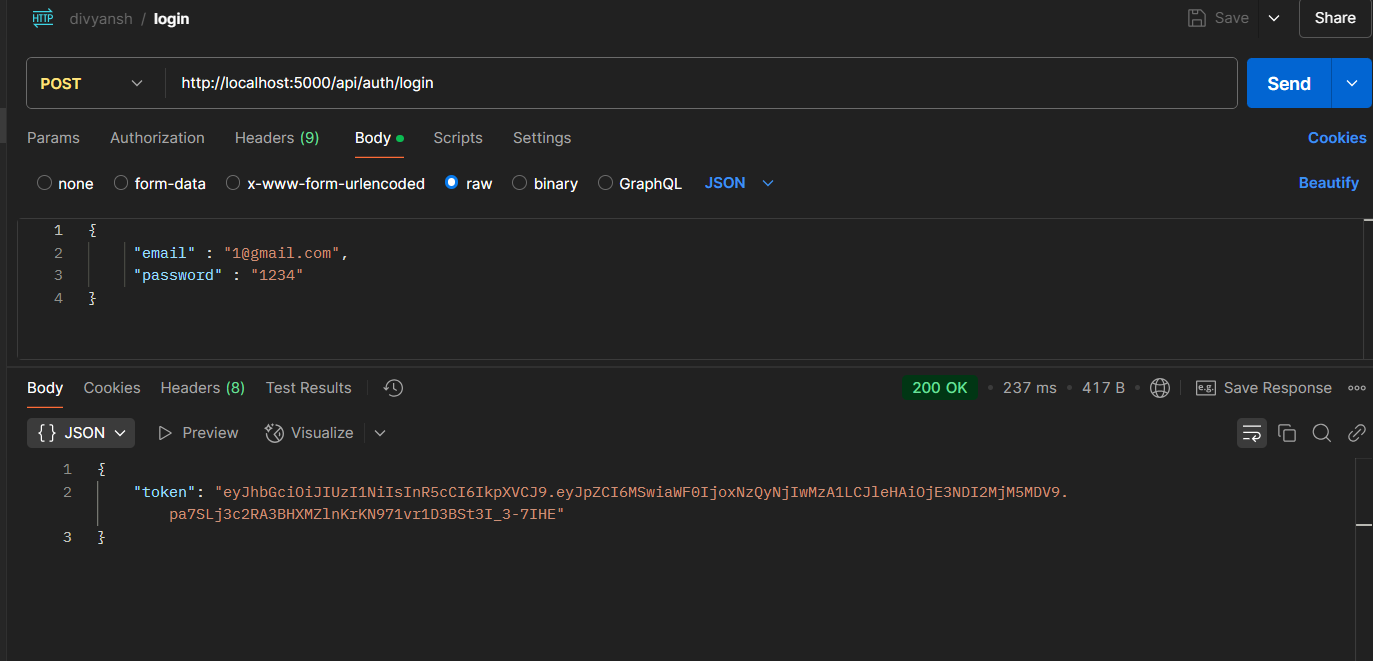 HTTP divyansh / login Save Share
POST http://localhost:5000/api/auth/login Send
Params Authorization Headers (9) Body Scripts Settings Cookies
none form-data x-www-form-urlencoded raw binary GraphQL JSON Beautify
1 {
2 "email" : "1@gmail.com",
3 "password" : "1234"
4 }
Body Cookies Headers (8) Test Results 200 OK • 237 ms • 417 B • e.g. Save Response
{} JSON Preview Visualize
1 {
2 "token": "eyJhbGciOiJIUzI1NiIsInR5cCI6IkpXVCJ9.eyJpZCI6MSwiaWF0IjoxNzQyNjIwMzA1LCJleHAiOjE3NDI2MjM5MDV9.
pa7SLj3c2RA3BHXMZlnKrKN971vr1D3BSt3I_3-7IHE"
3 }